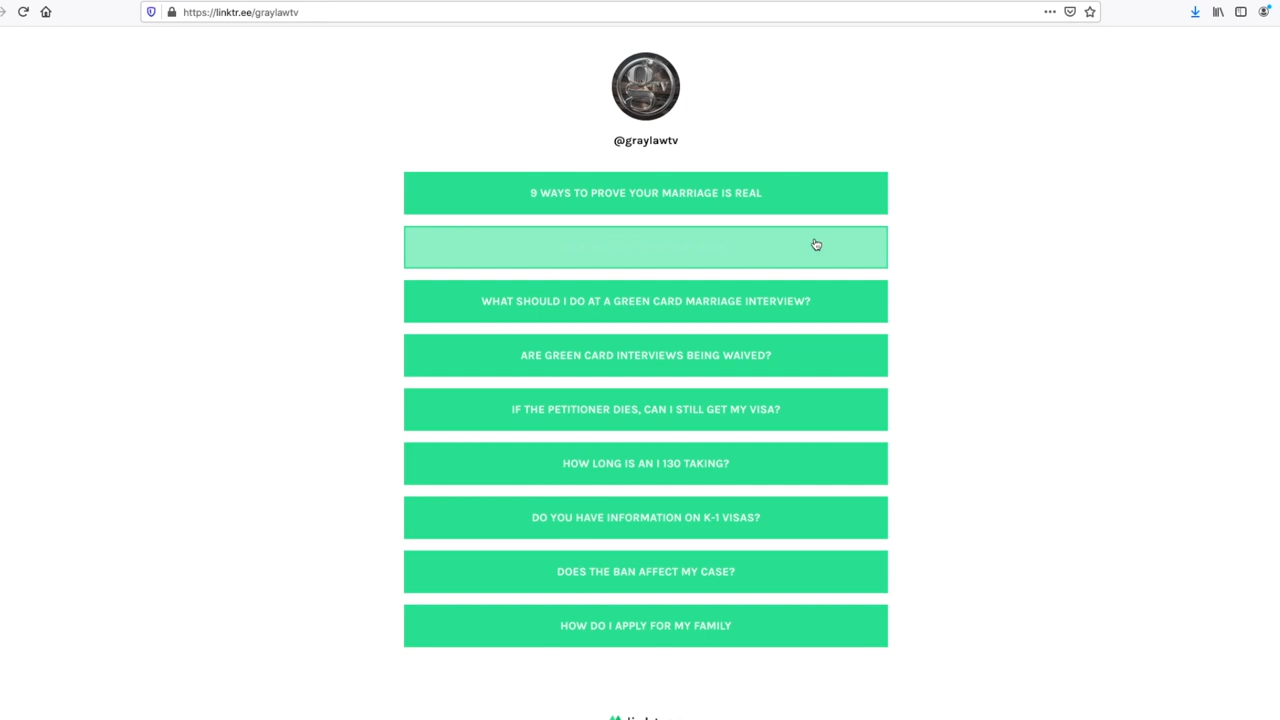 https://linktr.ee/graylawtv
@graylawtv
9 WAYS TO PROVE YOUR MARRIAGE IS REAL
WHAT SHOULD I DO AT A GREEN CARD MARRIAGE INTERVIEW?
ARE GREEN CARD INTERVIEWS BEING WAIVED?
IF THE PETITIONER DIES, CAN I STILL GET MY VISA?
HOW LONG IS AN I 130 TAKING?
DO YOU HAVE INFORMATION ON K-1 VISAS?
DOES THE BAN AFFECT MY CASE?
HOW DO I APPLY FOR MY FAMILY